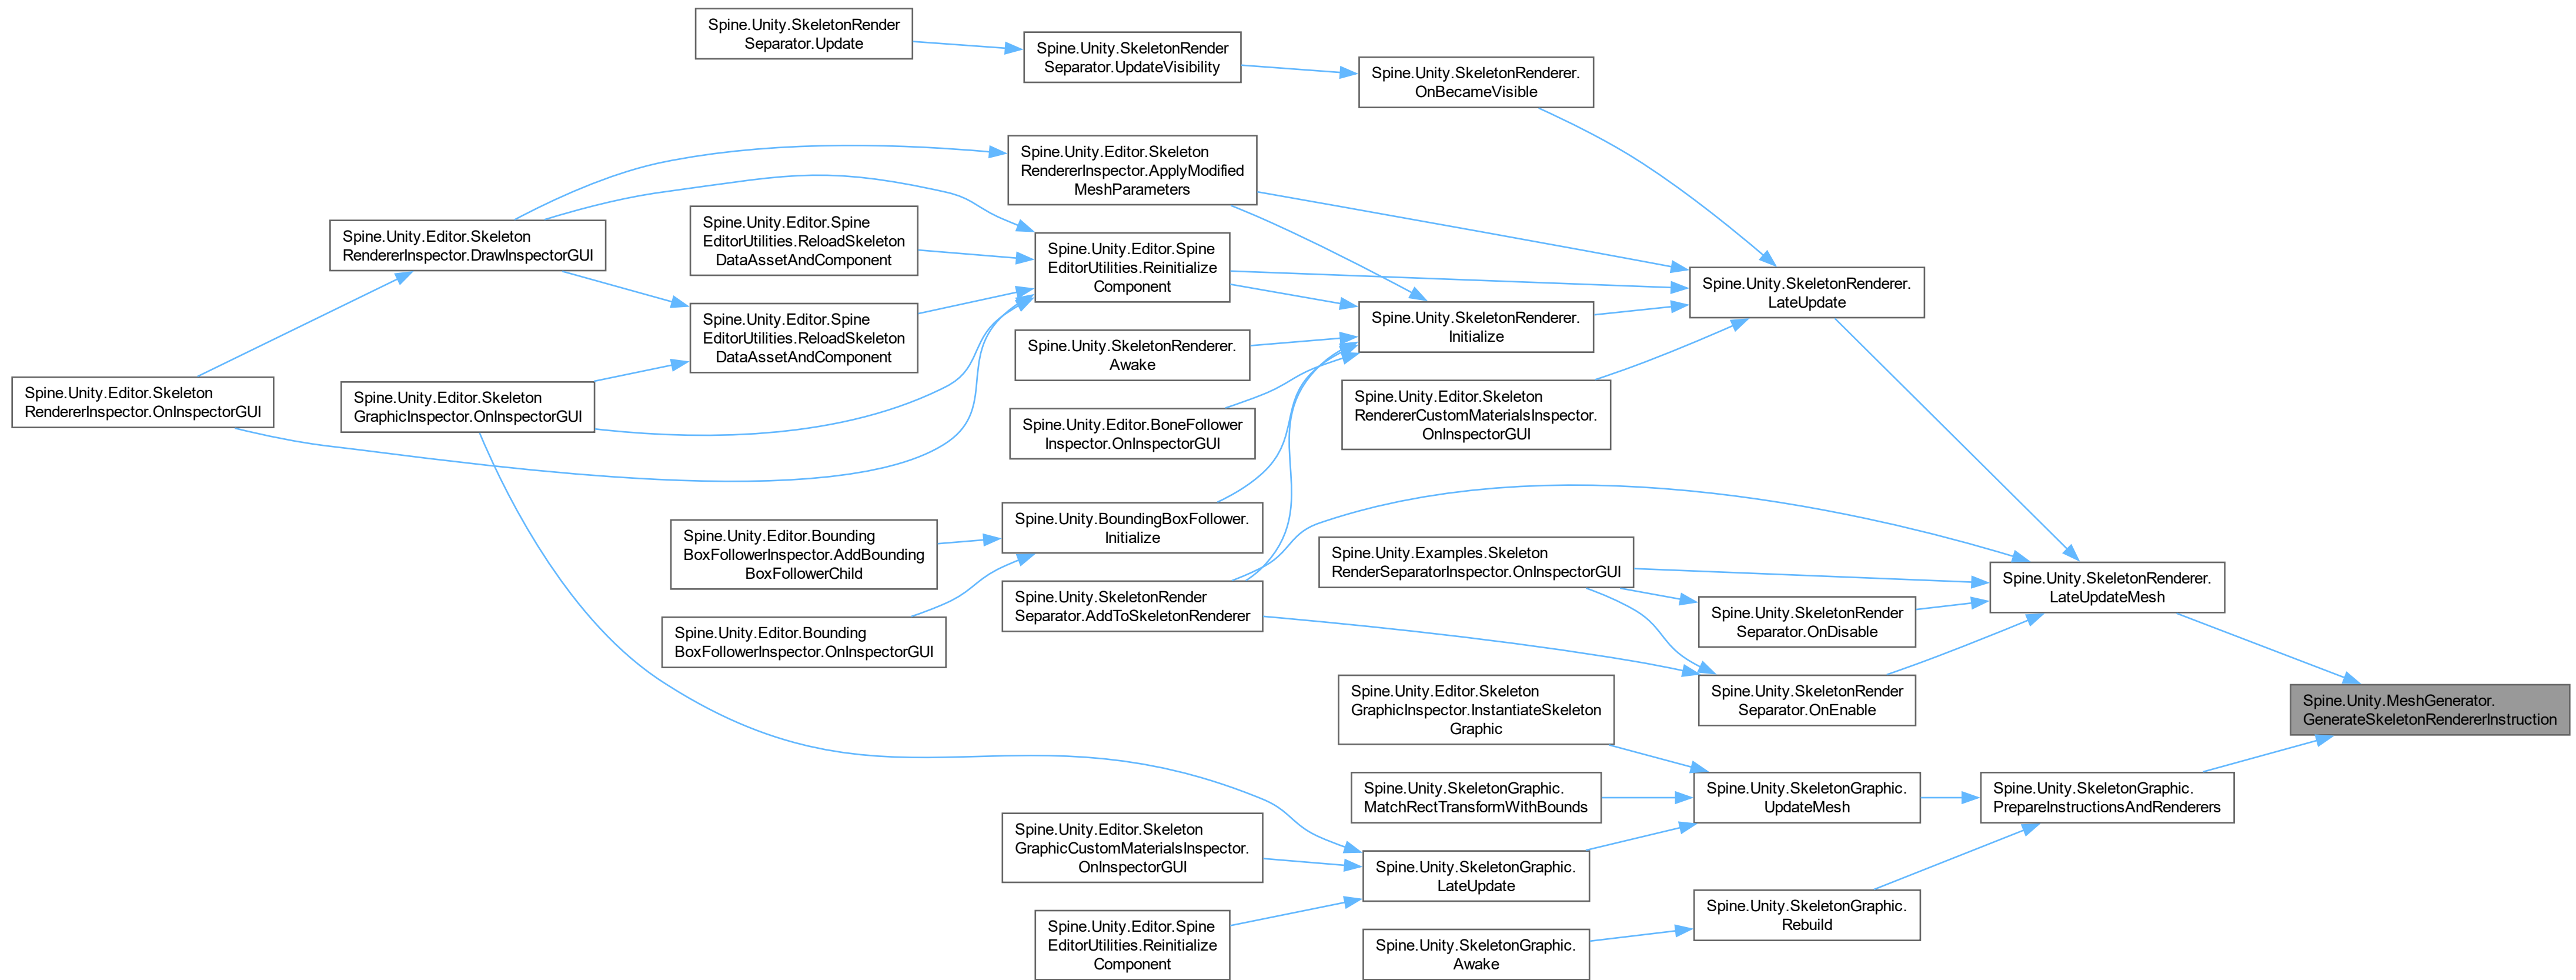 Spine.Unity.SkeletonRender
Separator.Update
Spine.Unity.SkeletonRender
Separator.UpdateVisibility
Spine.Unity.SkeletonRenderer.
OnBecameVisible
Spine.Unity.Editor.Skeleton
RendererInspector.ApplyModified
MeshParameters
Spine.Unity.Editor.Skeleton
RendererInspector.DrawInspectorGUI
Spine.Unity.Editor.Spine
EditorUtilities.ReloadSkeleton
DataAssetAndComponent
Spine.Unity.Editor.Spine
EditorUtilities.Reinitialize
Component
Spine.Unity.SkeletonRenderer.
LateUpdate
Spine.Unity.Editor.Spine
EditorUtilities.ReloadSkeleton
DataAssetAndComponent
Spine.Unity.SkeletonRenderer.
Initialize
Spine.Unity.SkeletonRenderer.
Awake
Spine.Unity.Editor.Skeleton
RendererInspector.OnInspectorGUI
Spine.Unity.Editor.Skeleton
GraphicInspector.OnInspectorGUI
Spine.Unity.Editor.Skeleton
RendererCustomMaterialsInspector.
OnInspectorGUI
Spine.Unity.Editor.BoneFollower
Inspector.OnInspectorGUI
Spine.Unity.BoundingBoxFollower.
Initialize
Spine.Unity.Editor.Bounding
BoxFollowerInspector.AddBounding
BoxFollowerChild
Spine.Unity.Examples.Skeleton
RenderSeparatorInspector.OnInspectorGUI
Spine.Unity.SkeletonRenderer.
LateUpdateMesh
Spine.Unity.SkeletonRender
Separator.AddToSkeletonRenderer
Spine.Unity.SkeletonRender
Separator.OnDisable
Spine.Unity.Editor.Bounding
BoxFollowerInspector.OnInspectorGUI
Spine.Unity.Editor.Skeleton
GraphicInspector.InstantiateSkeleton
Graphic
Spine.Unity.SkeletonRender
Separator.OnEnable
Spine.Unity.MeshGenerator.
GenerateSkeletonRendererInstruction
Spine.Unity.SkeletonGraphic.
MatchRectTransformWithBounds
Spine.Unity.SkeletonGraphic.
UpdateMesh
Spine.Unity.SkeletonGraphic.
PrepareInstructionsAndRenderers
Spine.Unity.Editor.Skeleton
GraphicCustomMaterialsInspector.
OnInspectorGUI
Spine.Unity.SkeletonGraphic.
LateUpdate
Spine.Unity.SkeletonGraphic.
Rebuild
Spine.Unity.Editor.Spine
EditorUtilities.Reinitialize
Component
Spine.Unity.SkeletonGraphic.
Awake